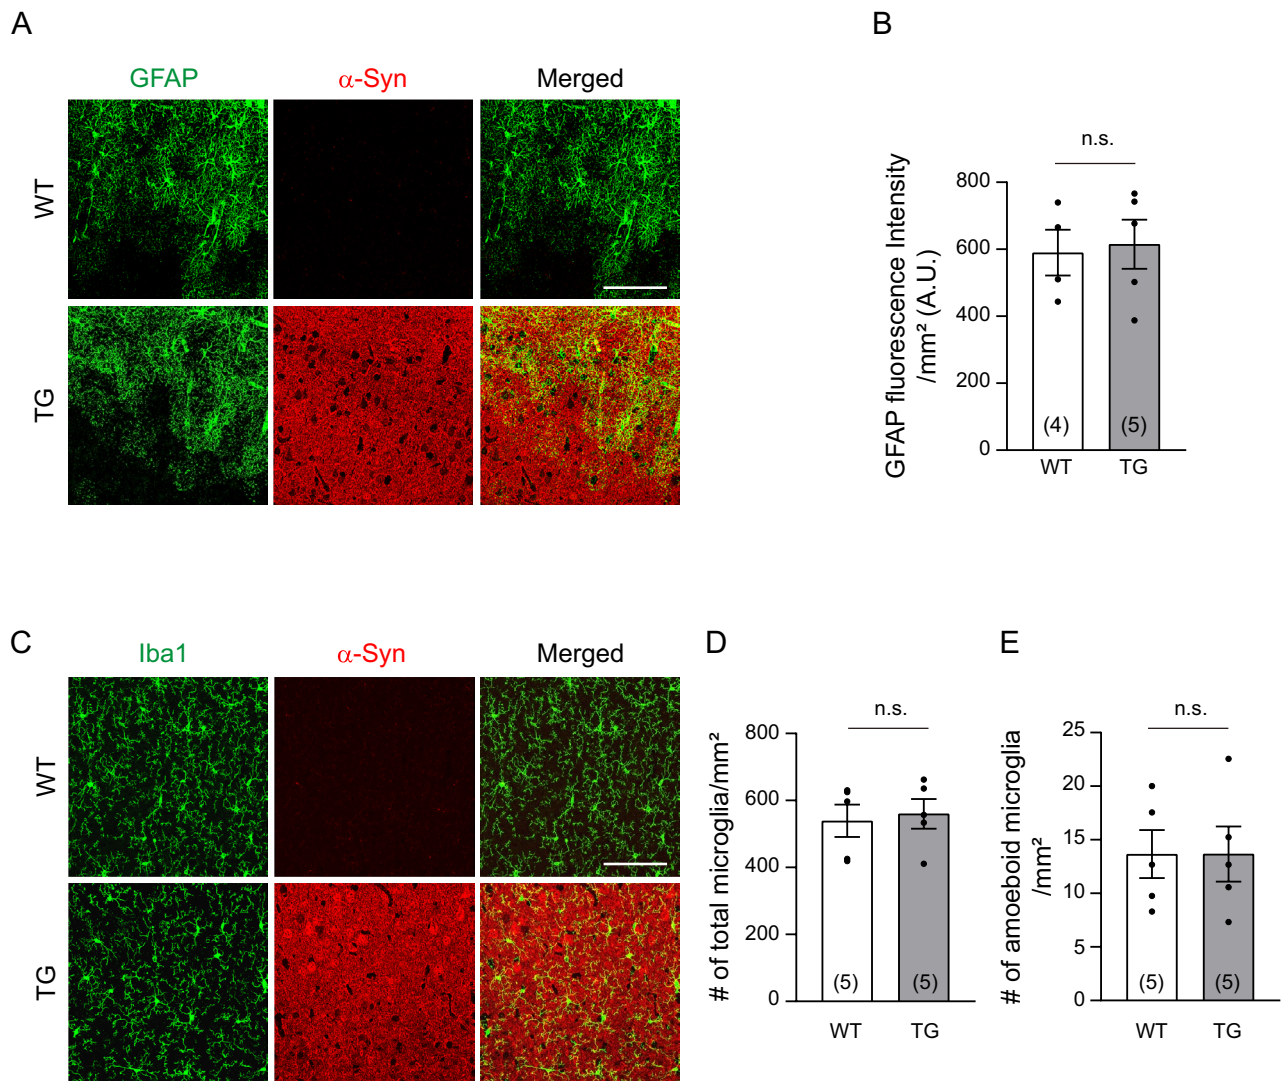 A
GFAP
α-Syn
Merged
WT
TG
B
n.s.
GFAP fluorescence Intensity
/mm² (A.U.)
800
600
400
200
0
(4)
(5)
WT
TG
C
Iba1
α-Syn
Merged
WT
TG
D
n.s.
# of total microglia/mm²
800
600
400
200
0
(5)
(5)
WT
TG
E
n.s.
# of amoeboid microglia
/mm²
25
20
15
10
5
0
(5)
(5)
WT
TG